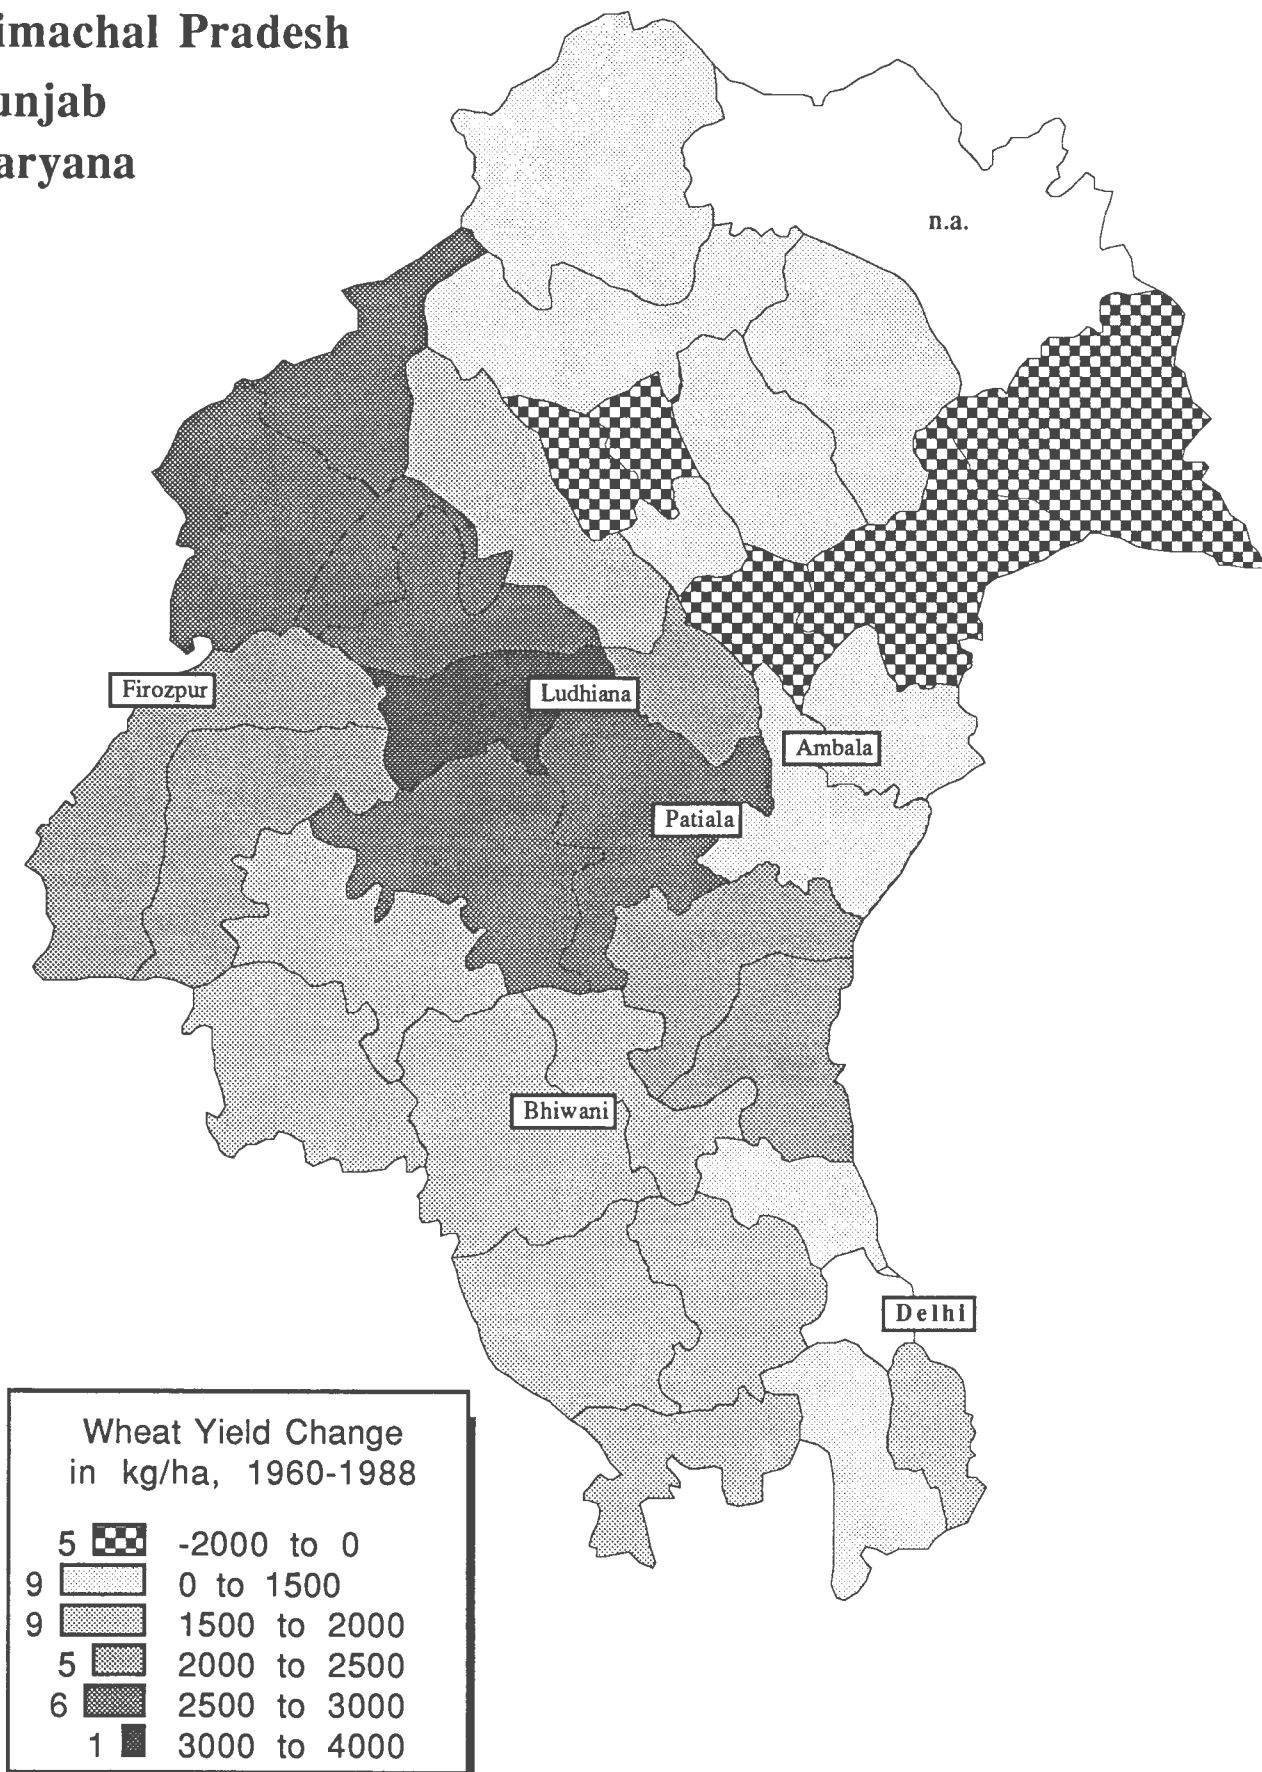 imachal Pradesh
unjab
aryana
n.a.
Firozpur
Ludhiana
Ambala
Patiala
Bhiwani
Delhi
Wheat Yield Change
in kg/ha, 1960-1988
5 -2000 to 0
9 0 to 1500
9 1500 to 2000
5 2000 to 2500
6 2500 to 3000
1 3000 to 4000